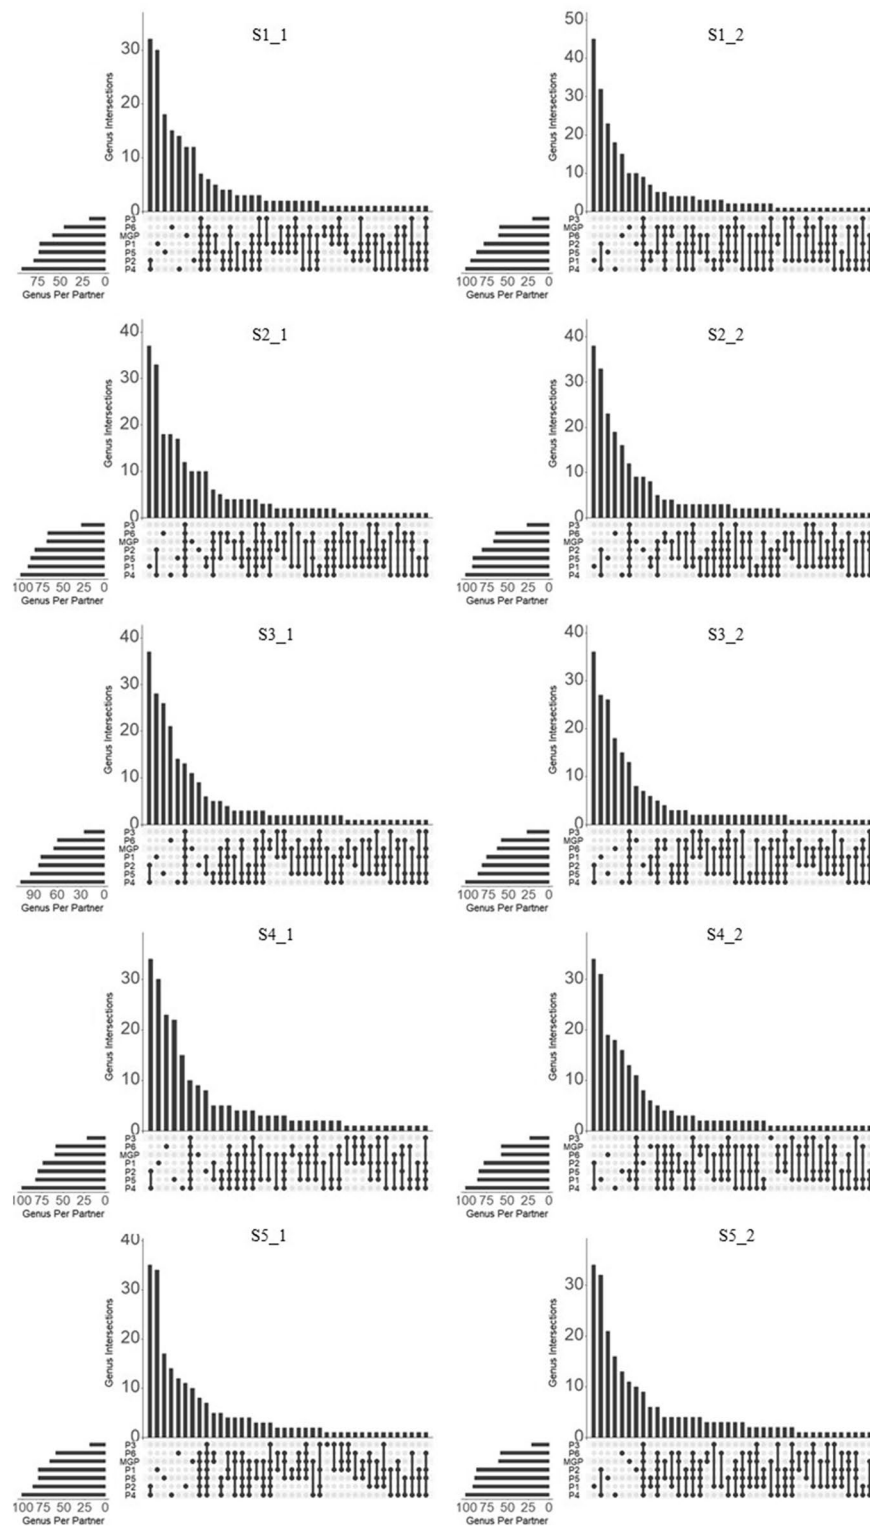 S1_1
Genus Intersections
30
20
10
0
P3
P6
MGP
P1
P5
P2
P4
75 50 25 0
Genus Per Partner
S1_2
Genus Intersections
50
40
30
20
10
0
P3
MGP
P6
P2
P5
P1
P4
100 75 50 25 0
Genus Per Partner
S2_1
Genus Intersections
40
30
20
10
0
P3
P6
MGP
P2
P5
P1
P4
100 75 50 25 0
Genus Per Partner
S2_2
Genus Intersections
40
30
20
10
0
P3
P6
MGP
P2
P5
P1
P4
100 75 50 25 0
Genus Per Partner
S3_1
Genus Intersections
40
30
20
10
0
P3
P6
MGP
P1
P2
P5
P4
90 60 30 0
Genus Per Partner
S3_2
Genus Intersections
40
30
20
10
0
P3
MGP
P6
P1
P2
P5
P4
100 75 50 25 0
Genus Per Partner
S4_1
Genus Intersections
30
20
10
0
P3
P6
MGP
P1
P2
P5
P4
100 75 50 25 0
Genus Per Partner
S4_2
Genus Intersections
30
20
10
0
P3
MGP
P6
P2
P5
P1
P4
100 75 50 25 0
Genus Per Partner
S5_1
Genus Intersections
40
30
20
10
0
P3
P6
MGP
P1
P5
P2
P4
100 75 50 25 0
Genus Per Partner
S5_2
Genus Intersections
30
20
10
0
P3
P6
MGP
P2
P5
P1
P4
100 75 50 25 0
Genus Per Partner